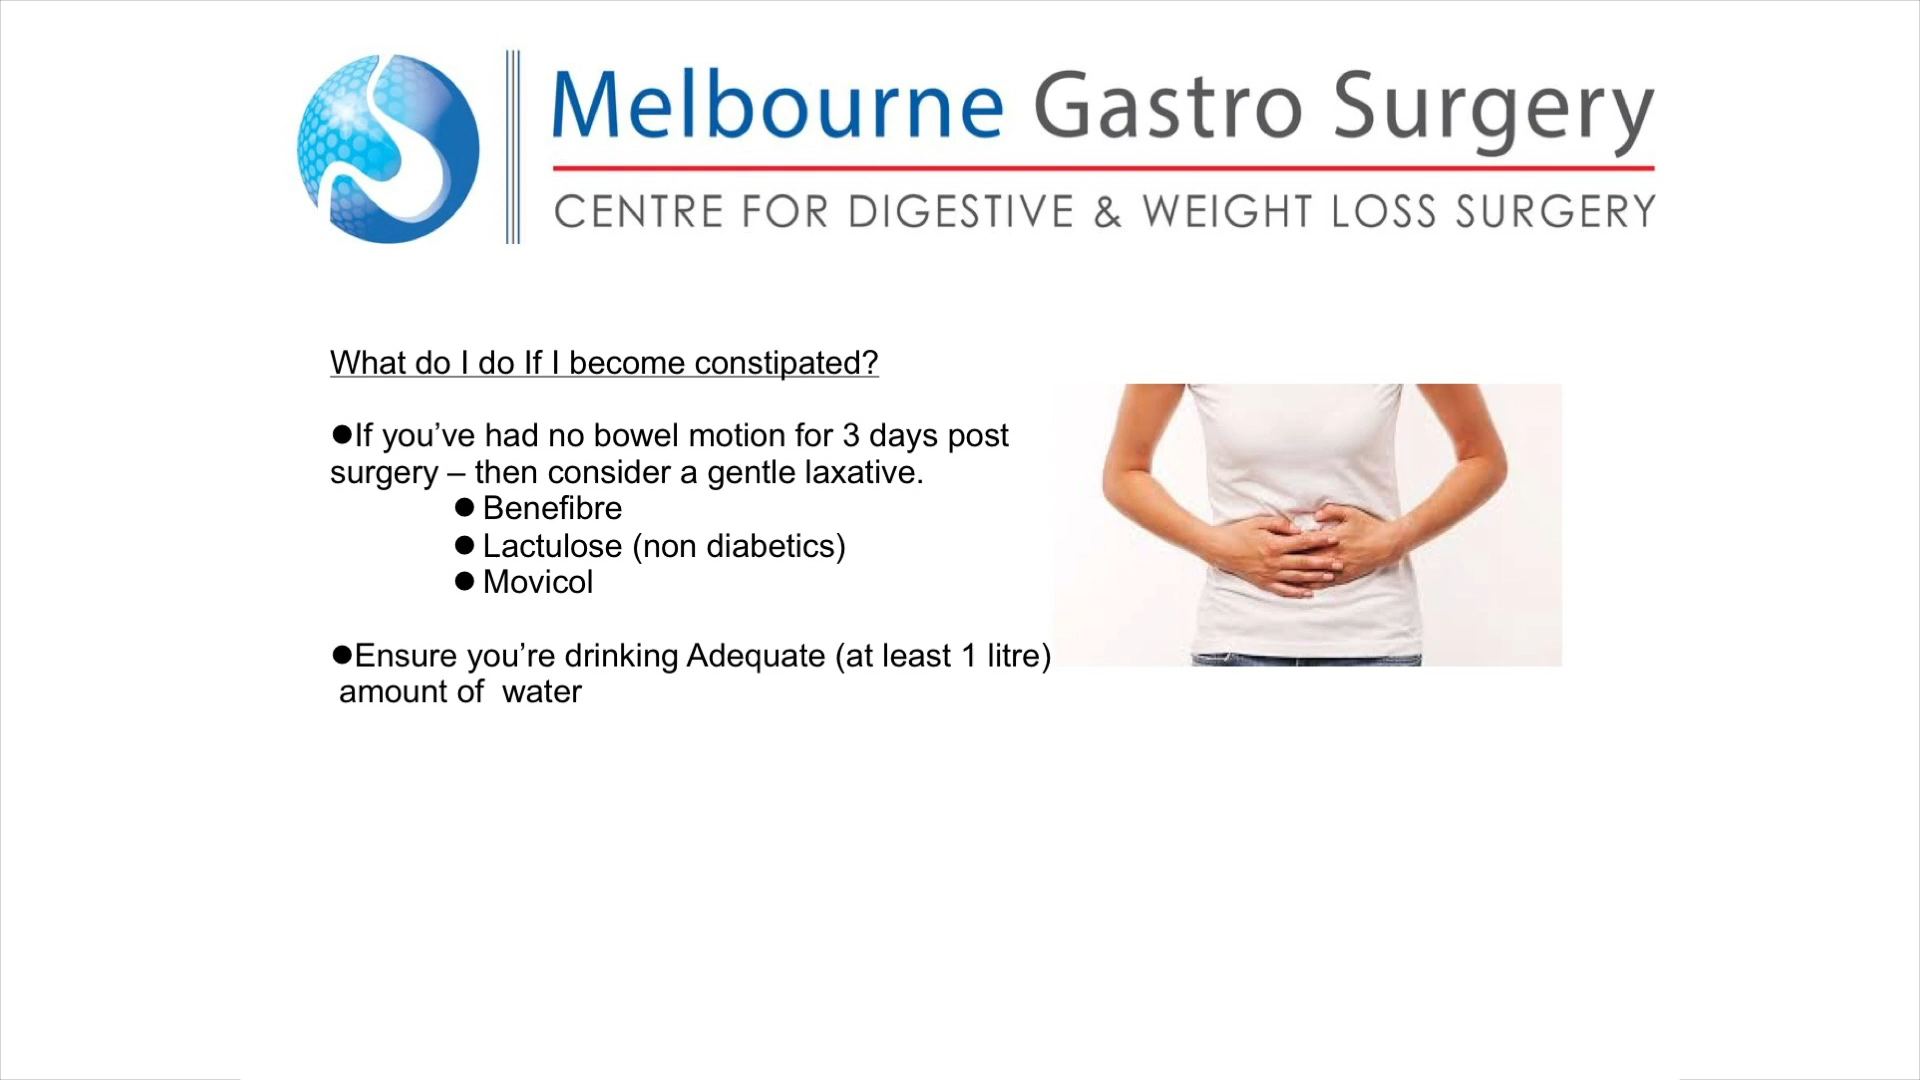 Melbourne Gastro Surgery
CENTRE FOR DIGESTIVE & WEIGHT LOSS SURGERY
What do I do If I become constipated?
●If you’ve had no bowel motion for 3 days post
surgery – then consider a gentle laxative.
● Benefibre
● Lactulose (non diabetics)
● Movicol
●Ensure you’re drinking Adequate (at least 1 litre)
amount of  water